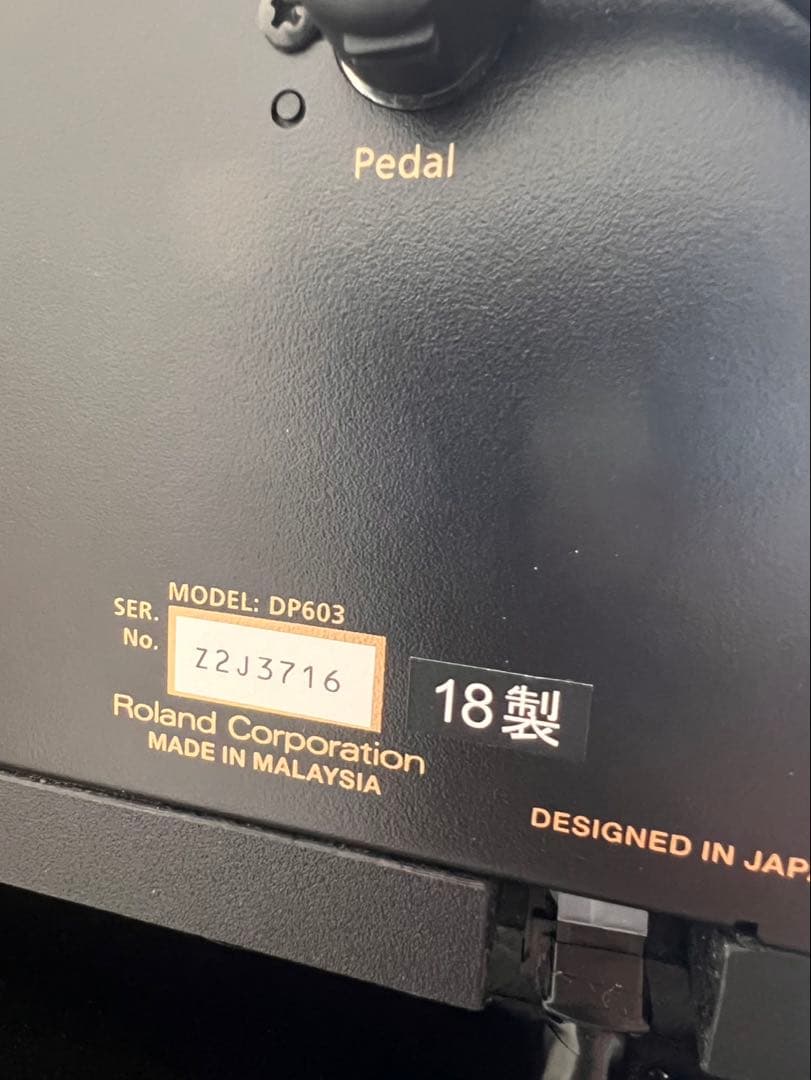 Pedal
MODEL: DP603
SER.
No.
Z2J3716
18製
Roland Corporation
MADE IN MALAYSIA
DESIGNED IN JAP